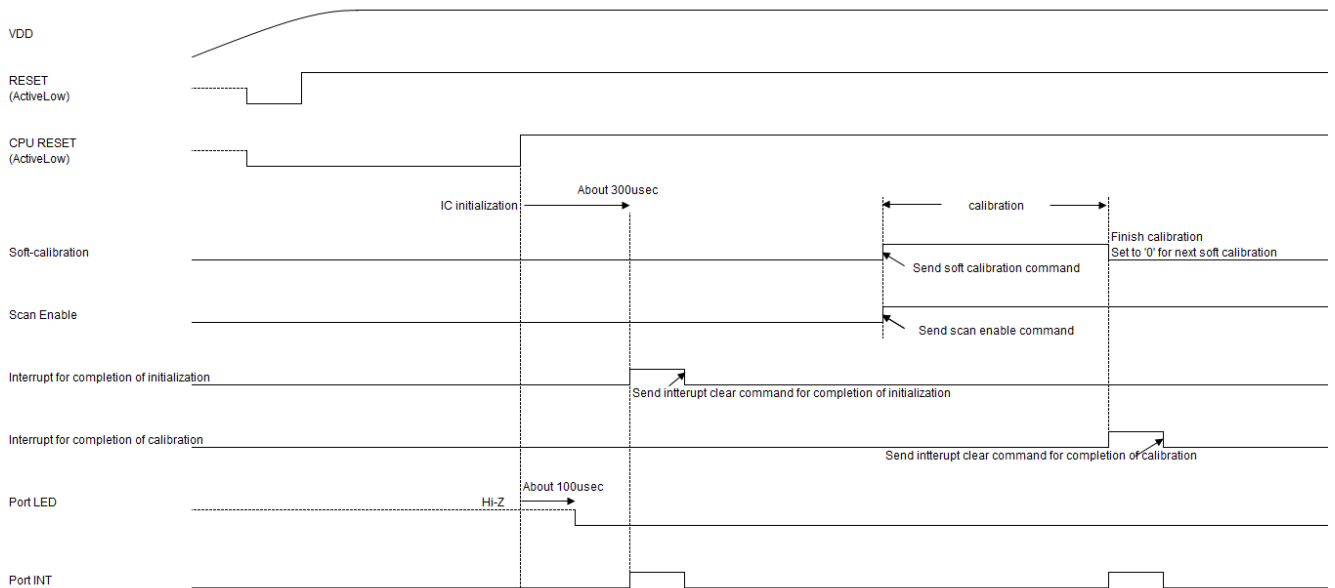 VDD
RESET
(ActiveLow)
CPU RESET
(ActiveLow)
About 300usec
IC initialization
calibration
Finish calibration
Soft-calibration
Set to '0' for next soft calibration
Send soft calibration command
Scan Enable
Send scan enable command
Interrupt for completion of initialization
Send intterupt clear command for completion of initialization
Interrupt for completion of calibration
Send intterupt clear command for completion of calibration
About 100usec
Port LED
Hi-Z
Port INT